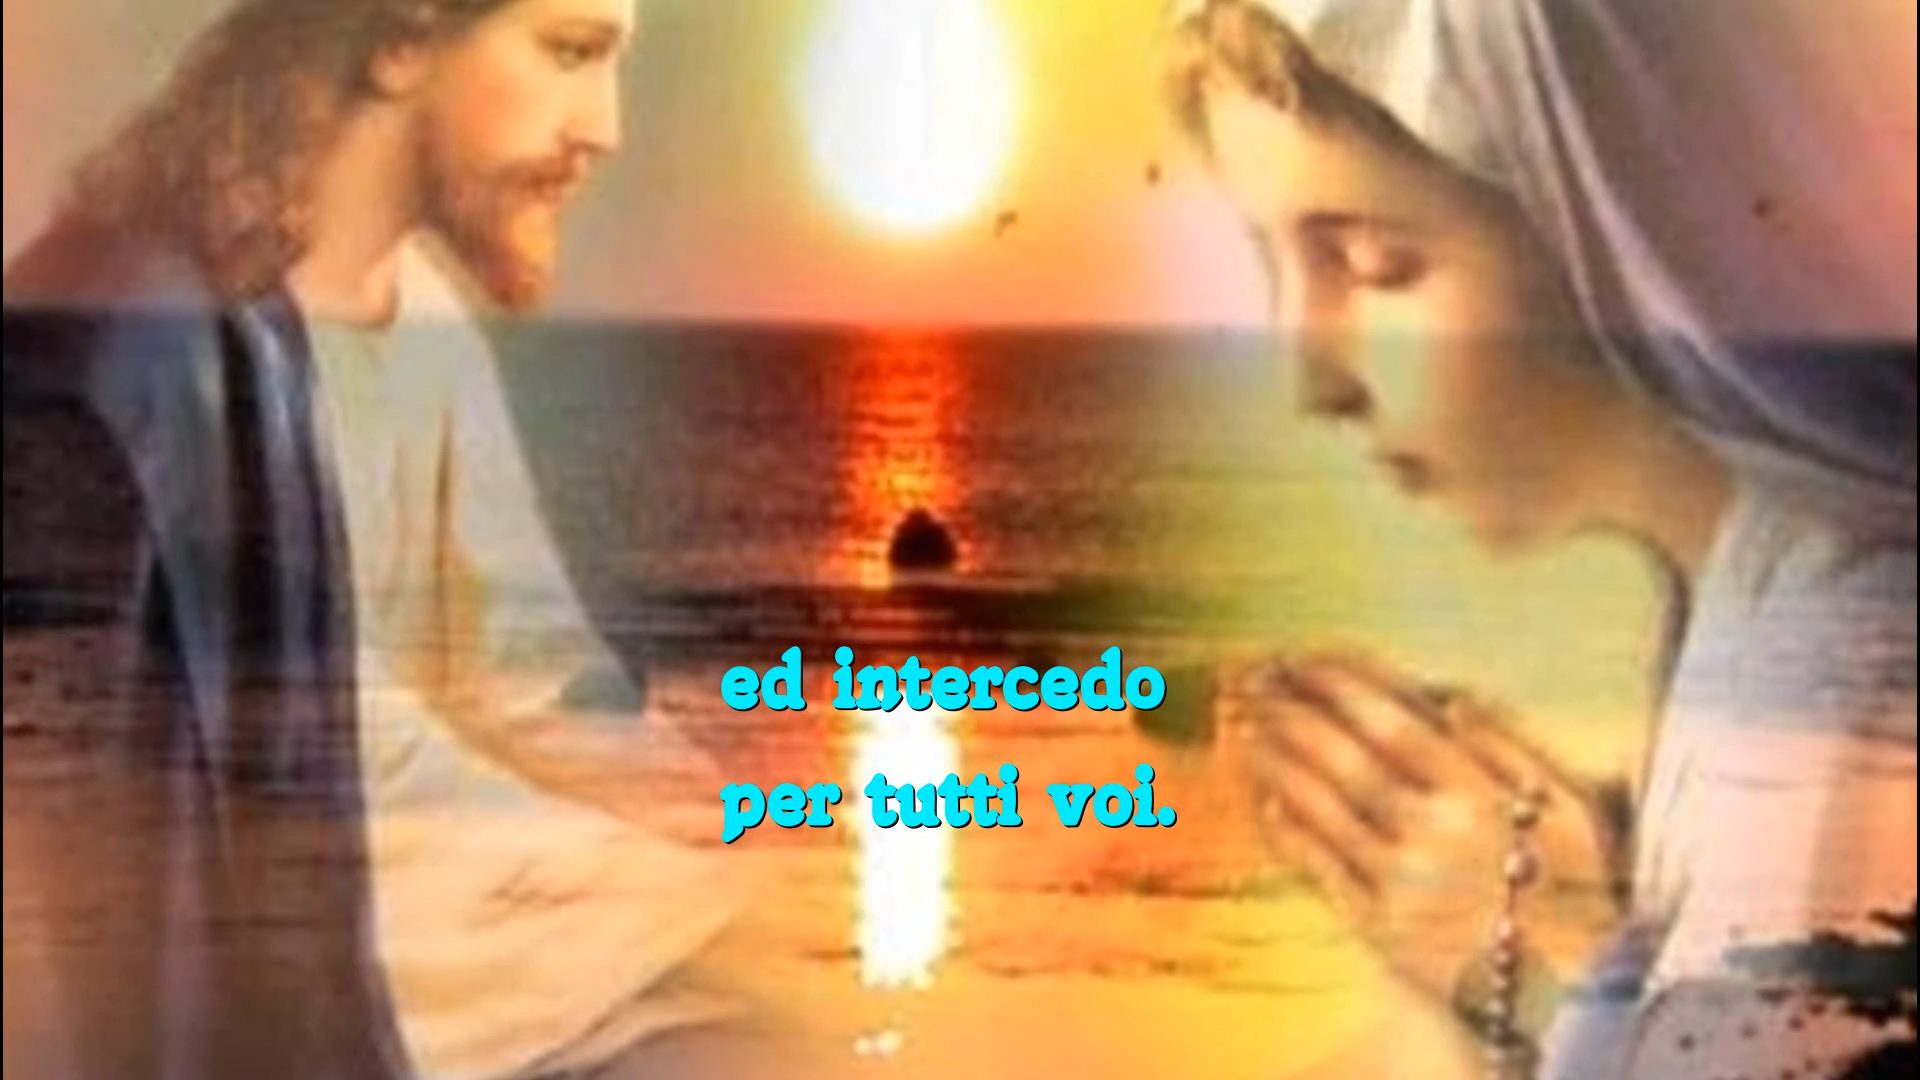 ed intercedo
per tutti voi.